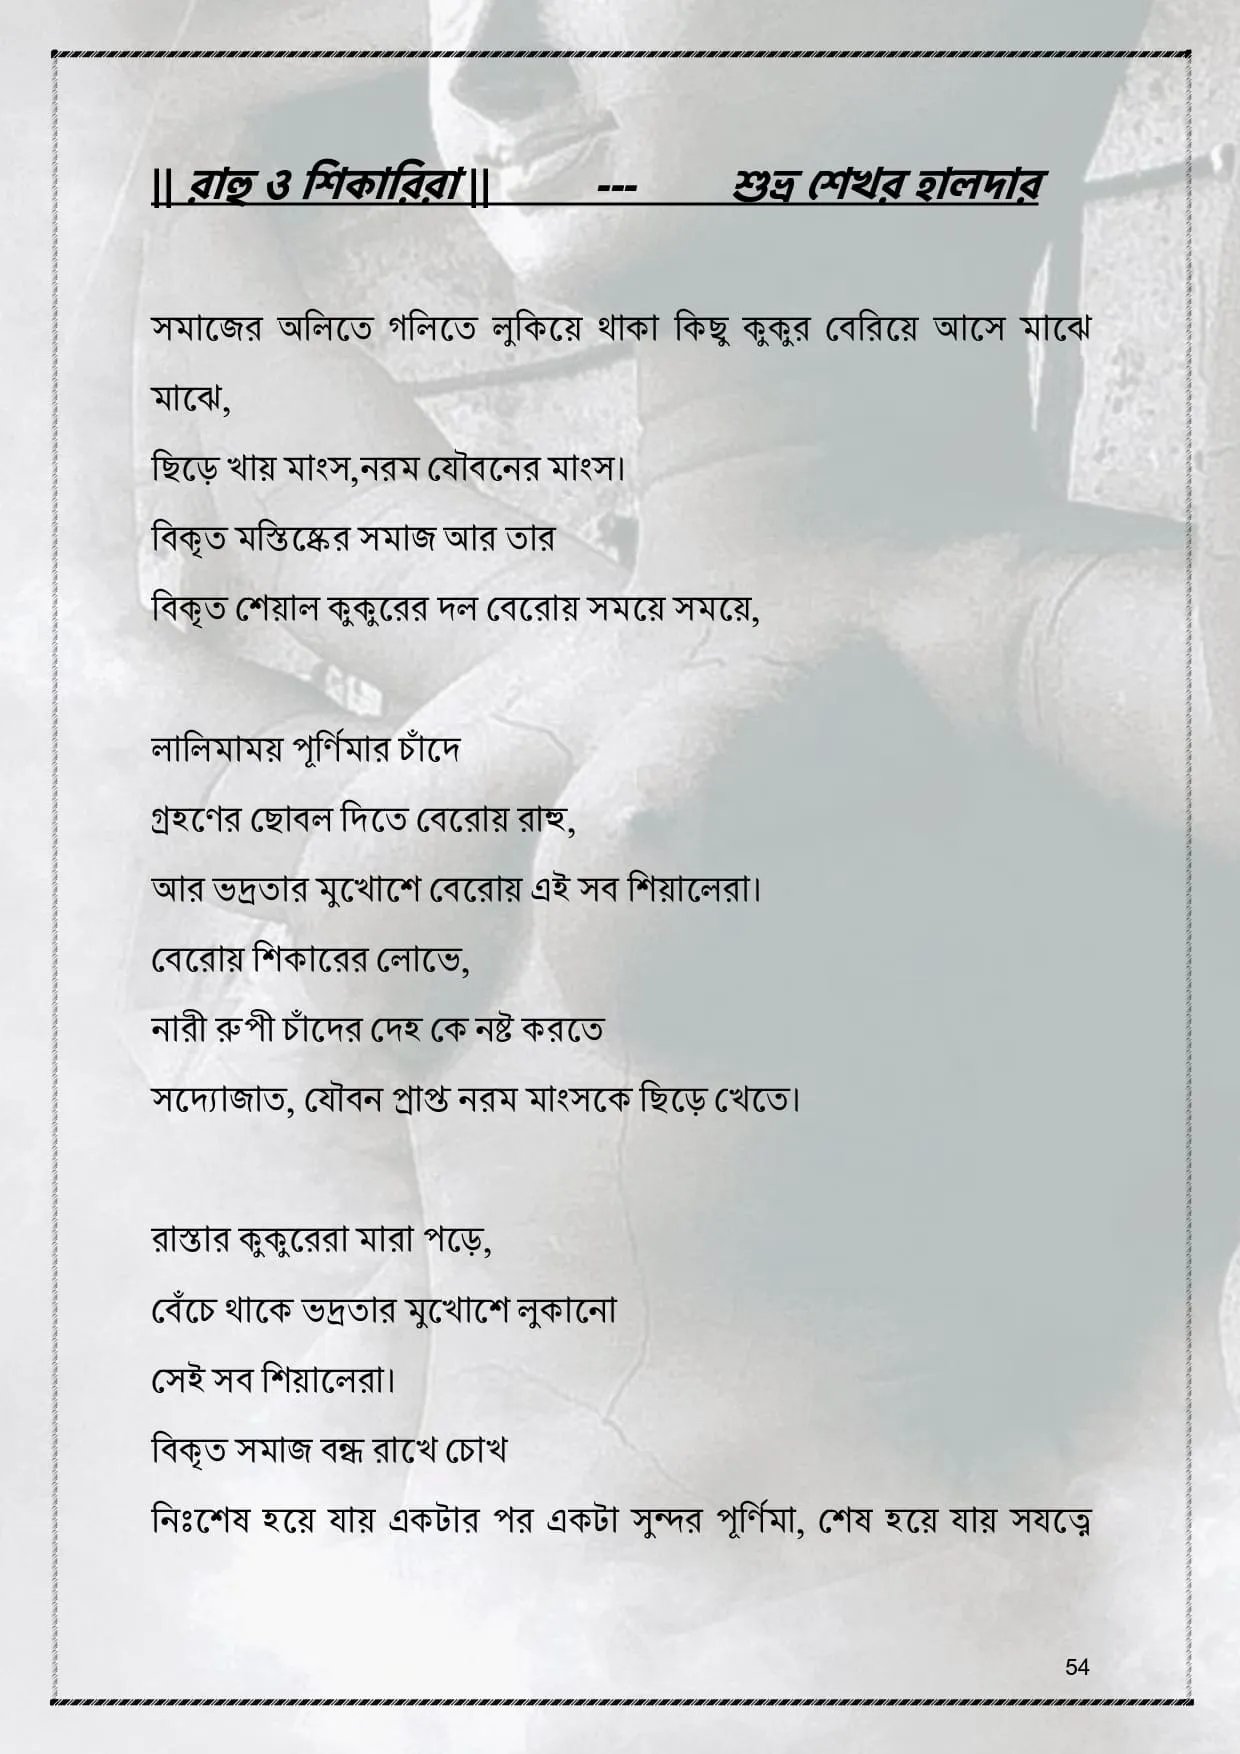 || রাহু ও শিকারিরা || --- শুভ্র শেখর হালদার
সমাজের অলিতে গলিতে লুকিয়ে থাকা কিছু কুকুর বেরিয়ে আসে মাঝে
মাঝে,
ছিড়ে খায় মাংস,নরম যৌবনের মাংস।
বিকৃত মস্তিষ্কের সমাজ আর তার
বিকৃত শেয়াল কুকুরের দল বেরোয় সময়ে সময়ে,
লালিমাময় পূর্ণিমার চাঁদে
গ্রহণের ছোবল দিতে বেরোয় রাহু,
আর ভদ্রতার মুখোশে বেরোয় এই সব শিয়ালেরা।
বেরোয় শিকারের লোভে,
নারী রুপী চাঁদের দেহ কে নষ্ট করতে
সদ্যোজাত, যৌবন প্রাপ্ত নরম মাংসকে ছিড়ে খেতে।
রাস্তার কুকুরেরা মারা পড়ে,
বেঁচে থাকে ভদ্রতার মুখোশে লুকানো
সেই সব শিয়ালেরা।
বিকৃত সমাজ বন্ধ রাখে চোখ
নিঃশেষ হয়ে যায় একটার পর একটা সুন্দর পূর্ণিমা, শেষ হয়ে যায় সযত্নে
54